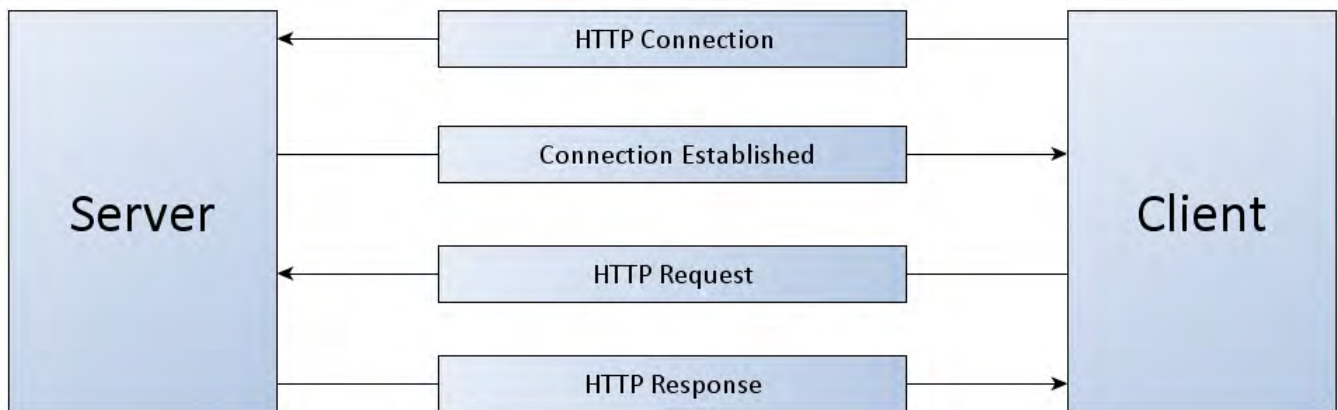 HTTP Connection
Connection Established
Server
Client
HTTP Request
HTTP Response